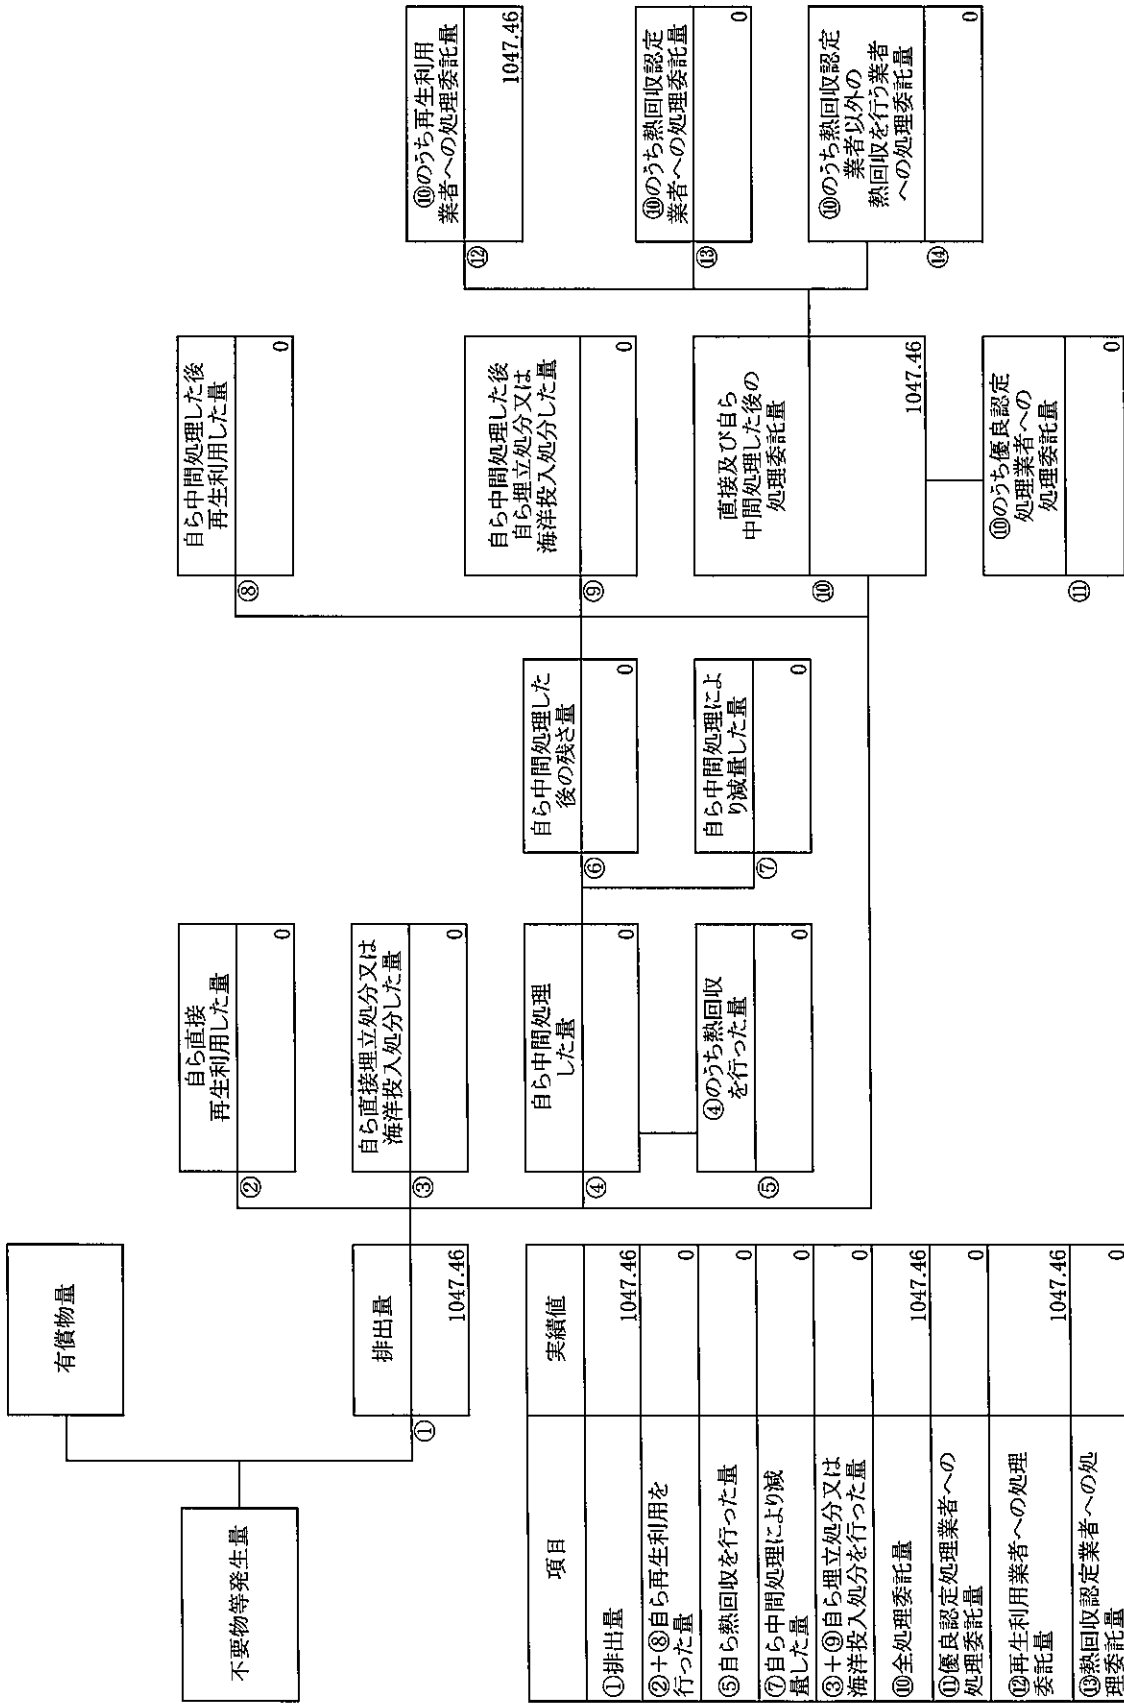 不要物等発生量
有償物量
排出量
①
1047.46
自ら直接
再生利用した量
②
0
自ら直接埋立処分又は
海洋投入処分した量
③
0
自ら中間処理
した量
④
0
④のうち熱回収
を行った量
⑤
0
自ら中間処理した
後の残さ量
⑥
0
自ら中間処理によ
り減量した量
⑦
0
自ら中間処理した後
再生利用した量
⑧
0
自ら中間処理した後
自ら埋立処分又は
海洋投入処分した量
⑨
0
直接及び自ら
中間処理した後の
処理委託量
⑩
1047.46
⑩のうち優良認定
処理業者への
処理委託量
⑪
0
⑩のうち再生利用
業者への処理委託量
⑫
1047.46
⑩のうち熱回収認定
業者への処理委託量
⑬
0
⑩のうち熱回収認定
業者以外の
熱回収を行う業者
への処理委託量
⑭
0
項目 実績値
①排出量 1047.46
②+⑧自ら再生利用を
行った量 0
⑤自ら熱回収を行った量 0
⑦自ら中間処理により減
量した量 0
③+⑨自ら埋立処分又は
海洋投入処分を行った量 0
⑩全処理委託量 1047.46
⑪優良認定処理業者への
処理委託量 0
⑫再生利用業者への処理
委託量 1047.46
⑬熱回収認定業者への処
理委託量 0